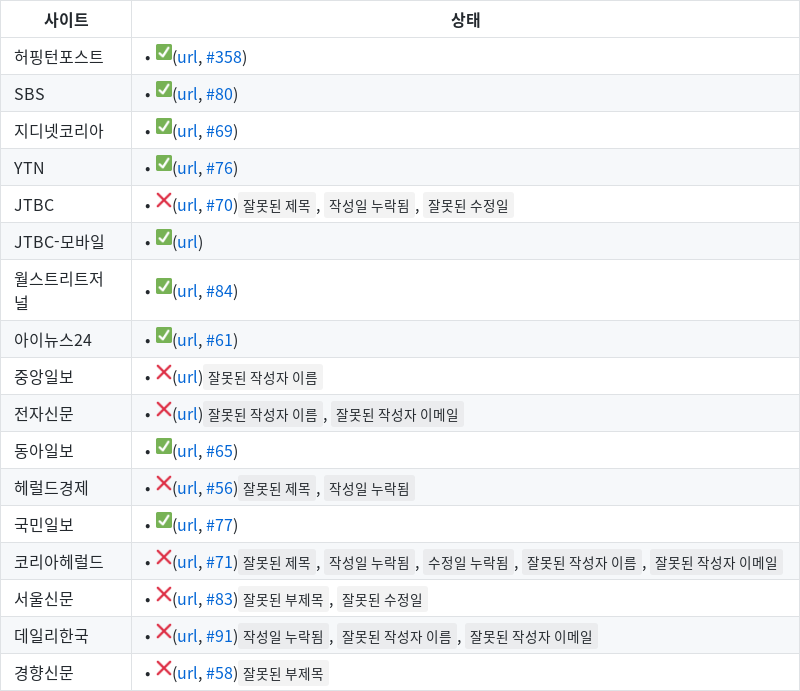 사이트 상태
허핑턴포스트 • ✅(url, #358)
SBS • ✅(url, #80)
지디넷코리아 • ✅(url, #69)
YTN • ✅(url, #76)
JTBC • ❌(url, #70) 잘못된 제목 , 작성일 누락됨 , 잘못된 수정일
JTBC-모바일 • ✅(url)
월스트리트저
널 • ✅(url, #84)
아이뉴스24 • ✅(url, #61)
중앙일보 • ❌(url) 잘못된 작성자 이름
전자신문 • ❌(url) 잘못된 작성자 이름 , 잘못된 작성자 이메일
동아일보 • ✅(url, #65)
헤럴드경제 • ❌(url, #56) 잘못된 제목 , 작성일 누락됨
국민일보 • ✅(url, #77)
코리아헤럴드 • ❌(url, #71) 잘못된 제목 , 작성일 누락됨 , 수정일 누락됨 , 잘못된 작성자 이름 , 잘못된 작성자 이메일
서울신문 • ❌(url, #83) 잘못된 부제목 , 잘못된 수정일
데일리한국 • ❌(url, #91) 작성일 누락됨 , 잘못된 작성자 이름 , 잘못된 작성자 이메일
경향신문 • ❌(url, #58) 잘못된 부제목